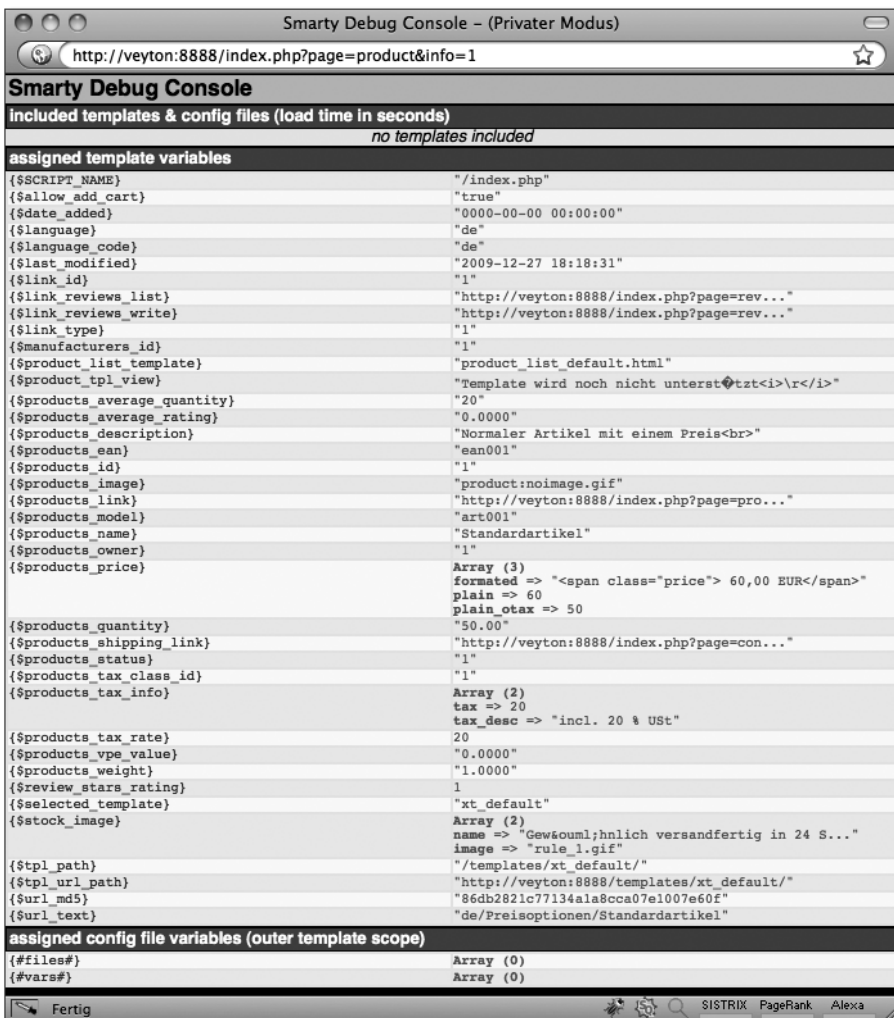 Smarty Debug Console – (Privater Modus)
http://veyton:8888/index.php?page=product&info=1
Smarty Debug Console
included templates & config files (load time in seconds)
no templates included
assigned template variables
{$SCRIPT_NAME} "/index.php"
{$allow_add_cart} "true"
{$date_added} "0000-00-00 00:00:00"
{$language} "de"
{$language_code} "de"
{$last_modified} "2009-12-27 18:18:31"
{$link_id} "1"
{$link_reviews_list} "http://veyton:8888/index.php?page=rev..."
{$link_reviews_write} "http://veyton:8888/index.php?page=rev..."
{$link_type} "1"
{$manufacturers_id} "1"
{$product_list_template} "product_list_default.html"
{$product_tpl_view} "Template wird noch nicht unterst�tzt<i>\r</i>"
{$products_average_quantity} "20"
{$products_average_rating} "0.0000"
{$products_description} "Normaler Artikel mit einem Preis<br>"
{$products_ean} "ean001"
{$products_id} "1"
{$products_image} "product:noimage.gif"
{$products_link} "http://veyton:8888/index.php?page=pro..."
{$products_model} "art001"
{$products_name} "Standardartikel"
{$products_owner} "1"
{$products_price} Array (3)
formated => "<span class="price"> 60,00 EUR</span>"
plain => 60
plain_otax => 50
{$products_quantity} "50.00"
{$products_shipping_link} "http://veyton:8888/index.php?page=con..."
{$products_status} "1"
{$products_tax_class_id} "1"
{$products_tax_info} Array (2)
tax => 20
tax_desc => "incl. 20 % USt"
{$products_tax_rate} 20
{$products_vpe_value} "0.0000"
{$products_weight} "1.0000"
{$review_stars_rating} 1
{$selected_template} "xt_default"
{$stock_image} Array (2)
name => "Gew&ouml;hnlich versandfertig in 24 S..."
image => "rule_1.gif"
{$tpl_path} "/templates/xt_default/"
{$tpl_url_path} "http://veyton:8888/templates/xt_default/"
{$url_md5} "86db2821c77134a1a8cca07e1007e60f"
{$url_text} "de/Preisoptionen/Standardartikel"
assigned config file variables (outer template scope)
{#files#} Array (0)
{#vars#} Array (0)
Fertig SISTRIX PageRank Alexa